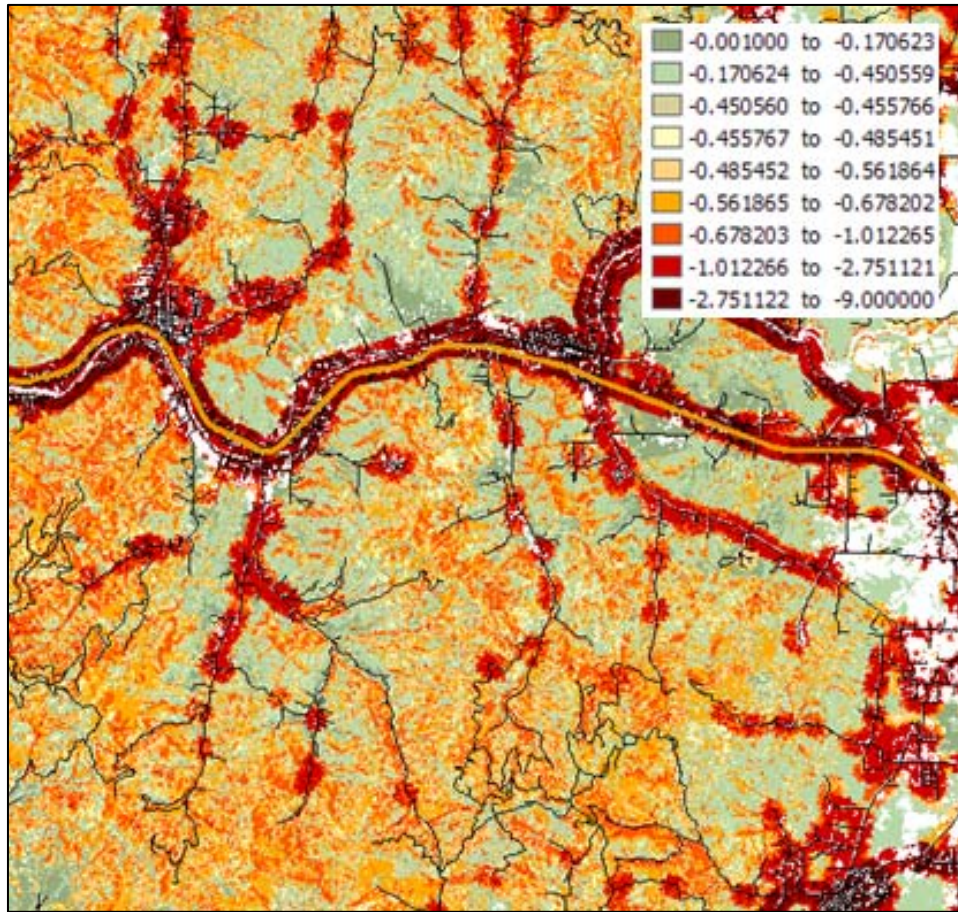 -0.001000 to -0.170623
-0.170624 to -0.450559
-0.450560 to -0.455766
-0.455767 to -0.485451
-0.485452 to -0.561864
-0.561865 to -0.678202
-0.678203 to -1.012265
-1.012266 to -2.751121
-2.751122 to -9.000000